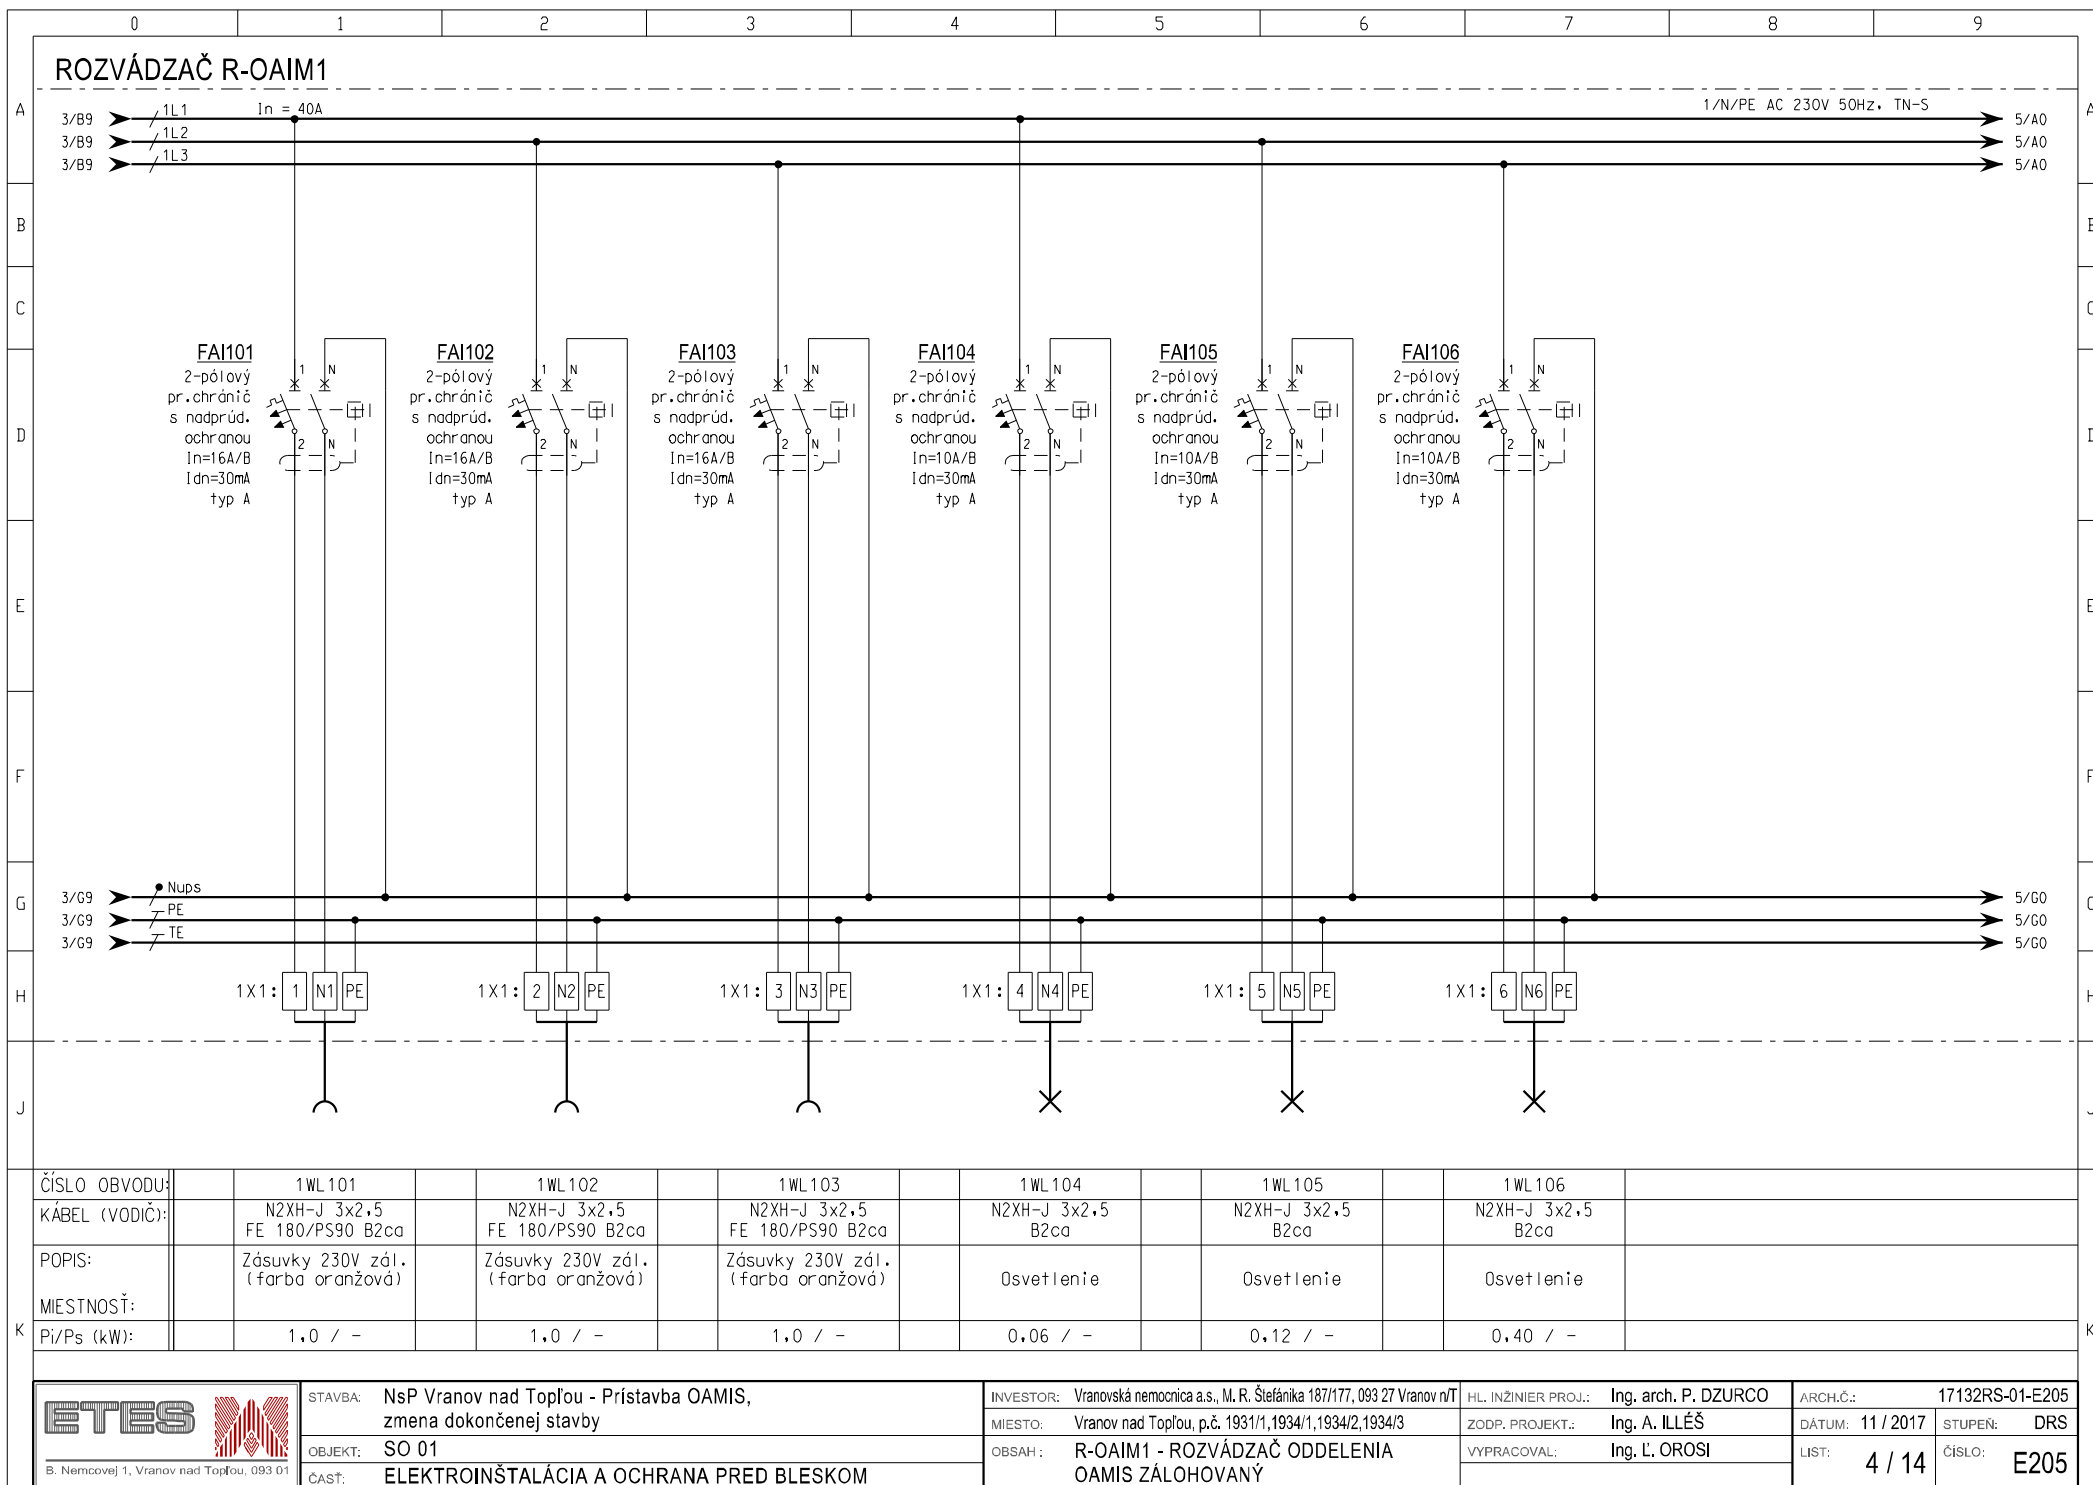 0 1 2 3 4 5 6 7 8 9
ROZVÁDZAČ R-OAIM1
A
3/B9 1L1 In = 40A 1/N/PE AC 230V 50Hz, TN-S 5/A0
3/B9 1L2 5/A0
3/B9 1L3 5/A0
B
C
D
FAI101
2-pólový
pr.chránič
s nadprúd.
ochranou
In=16A/B
Idn=30mA
typ A
1 N
2 N
FAI102
2-pólový
pr.chránič
s nadprúd.
ochranou
In=16A/B
Idn=30mA
typ A
1 N
2 N
FAI103
2-pólový
pr.chránič
s nadprúd.
ochranou
In=16A/B
Idn=30mA
typ A
1 N
2 N
FAI104
2-pólový
pr.chránič
s nadprúd.
ochranou
In=10A/B
Idn=30mA
typ A
1 N
2 N
FAI105
2-pólový
pr.chránič
s nadprúd.
ochranou
In=10A/B
Idn=30mA
typ A
1 N
2 N
FAI106
2-pólový
pr.chránič
s nadprúd.
ochranou
In=10A/B
Idn=30mA
typ A
1 N
2 N
E
F
G
3/G9 Nups 5/G0
3/G9 PE 5/G0
3/G9 TE 5/G0
H
1X1: 1 N1 PE 1X1: 2 N2 PE 1X1: 3 N3 PE 1X1: 4 N4 PE 1X1: 5 N5 PE 1X1: 6 N6 PE
J
ČÍSLO OBVODU: 1WL101 1WL102 1WL103 1WL104 1WL105 1WL106
KÁBEL (VODIČ): N2XH-J 3x2,5 N2XH-J 3x2,5 N2XH-J 3x2,5 N2XH-J 3x2,5 N2XH-J 3x2,5 N2XH-J 3x2,5
FE 180/PS90 B2ca FE 180/PS90 B2ca FE 180/PS90 B2ca B2ca B2ca B2ca
POPIS: Zásuvky 230V zál. Zásuvky 230V zál. Zásuvky 230V zál.
(farba oranžová) (farba oranžová) (farba oranžová) Osvetlenie Osvetlenie Osvetlenie
MIESTNOSŤ:
K
Pi/Ps (kW): 1,0 / - 1,0 / - 1,0 / - 0,06 / - 0,12 / - 0,40 / -
ETES
B. Nemcovej 1, Vranov nad Topľou, 093 01
STAVBA: NsP Vranov nad Topľou - Prístavba OAMIS,
zmena dokončenej stavby
OBJEKT: SO 01
ČASŤ: ELEKTROINŠTALÁCIA A OCHRANA PRED BLESKOM
INVESTOR: Vranovská nemocnica a.s., M. R. Štefánika 187/177, 093 27 Vranov n/T
MIESTO: Vranov nad Topľou, p.č. 1931/1,1934/1,1934/2,1934/3
OBSAH: R-OAIM1 - ROZVÁDZAČ ODDELENIA
OAMIS ZÁLOHOVANÝ
HL. INŽINIER PROJ.: Ing. arch. P. DZURCO
ZODP. PROJEKT.: Ing. A. ILLÉŠ
VYPRACOVAL: Ing. Ľ. OROSI
ARCH.Č.: 17132RS-01-E205
DÁTUM: 11 / 2017 STUPEŇ: DRS
LIST: 4 / 14 ČÍSLO: E205